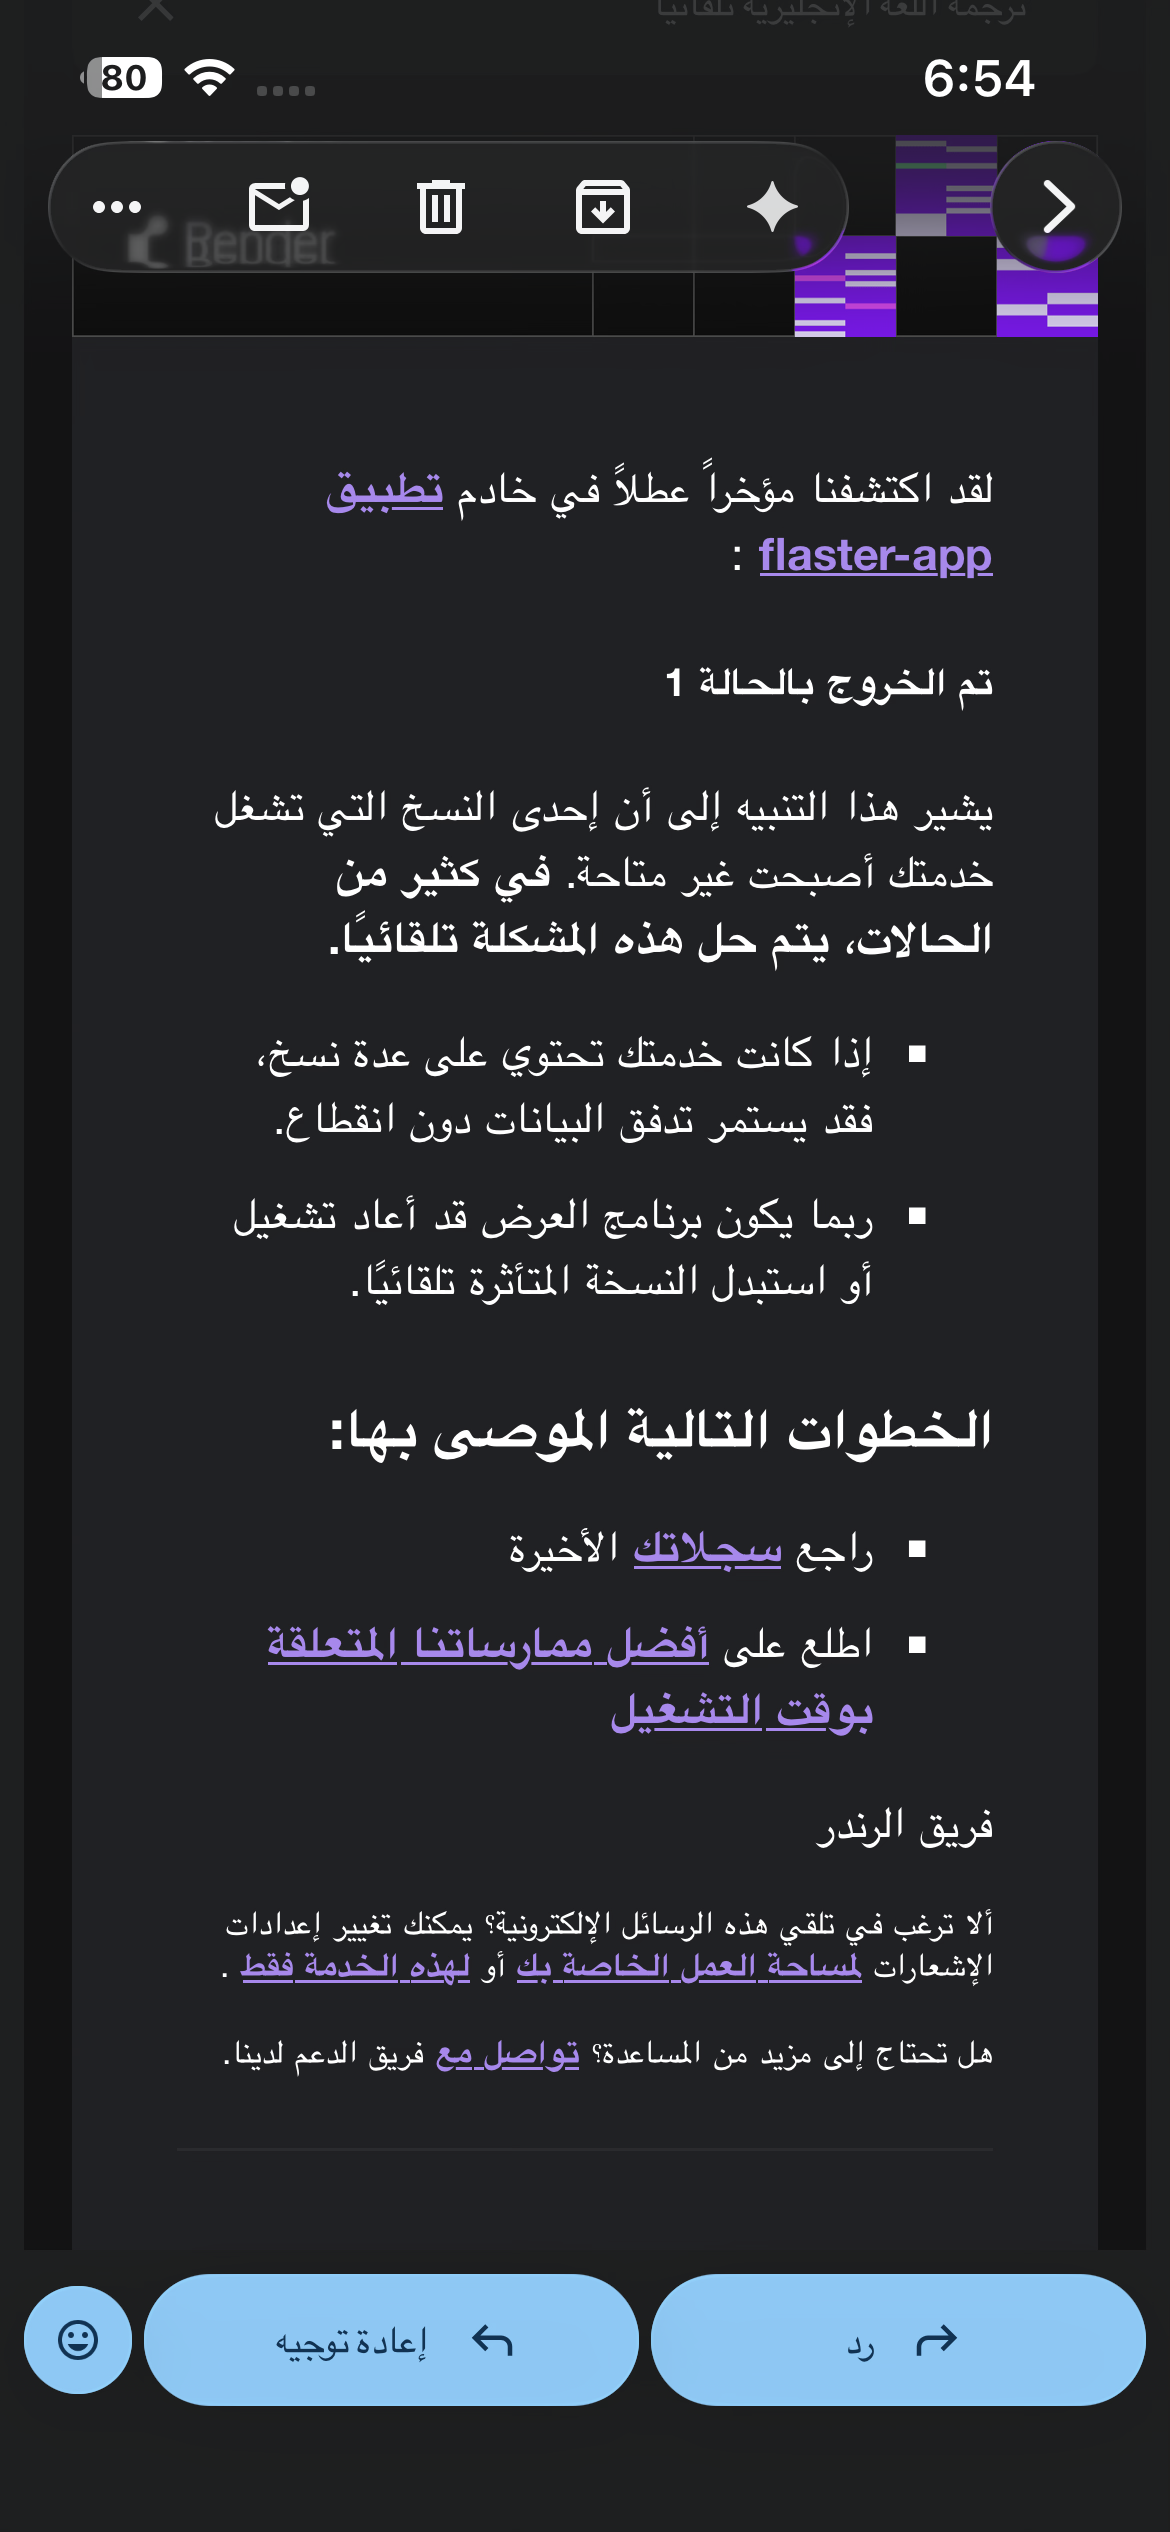 ترجمة اللغة الإنجليزية تلقائيًا
80
6:54
Render
لقد اكتشفنا مؤخراً عطلاً في خادم تطبيق
flaster-app :
تم الخروج بالحالة 1
يشير هذا التنبيه إلى أن إحدى النسخ التي تشغل
خدمتك أصبحت غير متاحة. في كثير من
الحالات، يتم حل هذه المشكلة تلقائيًا.
▪ إذا كانت خدمتك تحتوي على عدة نسخ،
فقد يستمر تدفق البيانات دون انقطاع.
▪ ربما يكون برنامج العرض قد أعاد تشغيل
أو استبدل النسخة المتأثرة تلقائيًا.
الخطوات التالية الموصى بها:
▪ راجع سجلاتك الأخيرة
▪ اطلع على أفضل ممارساتنا المتعلقة
بوقت التشغيل
فريق الرندر
ألا ترغب في تلقي هذه الرسائل الإلكترونية؟ يمكنك تغيير إعدادات
الإشعارات لمساحة العمل الخاصة بك أو لهذه الخدمة فقط .
هل تحتاج إلى مزيد من المساعدة؟ تواصل مع فريق الدعم لدينا.
رد
إعادة توجيه